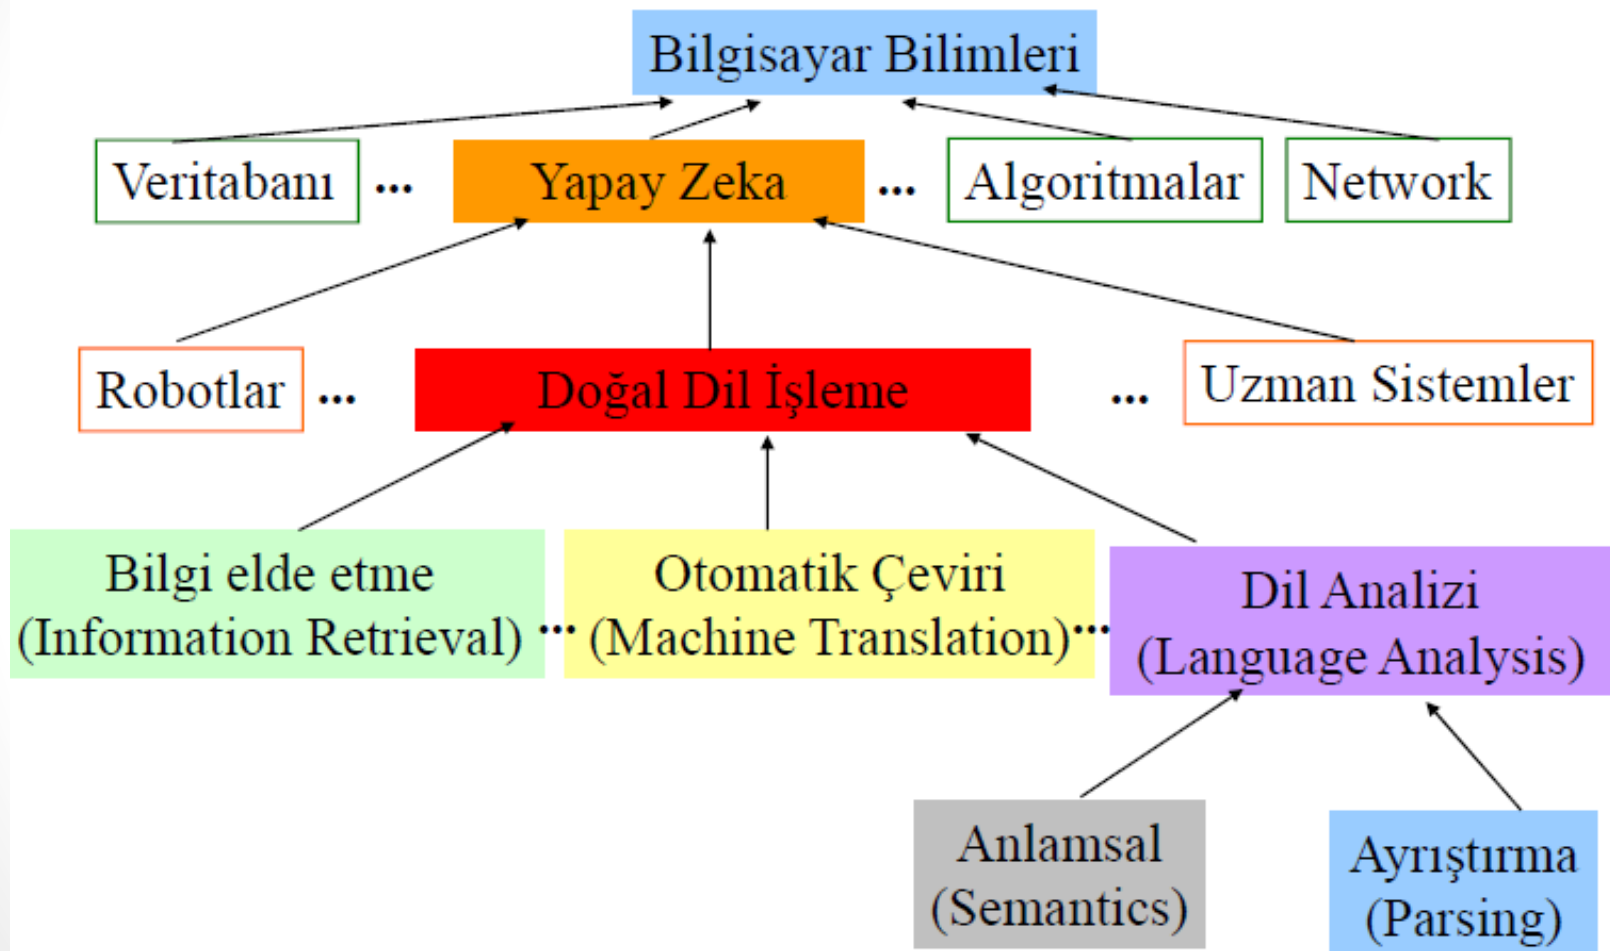 Bilgisayar Bilimleri
Veritabanı ... Yapay Zeka ... Algoritmalar Network
Robotlar ... Doğal Dil İşleme ... Uzman Sistemler
Bilgi elde etme
(Information Retrieval)
...
Otomatik Çeviri
(Machine Translation)
...
Dil Analizi
(Language Analysis)
Anlamsal
(Semantics)
Ayrıştırma
(Parsing)